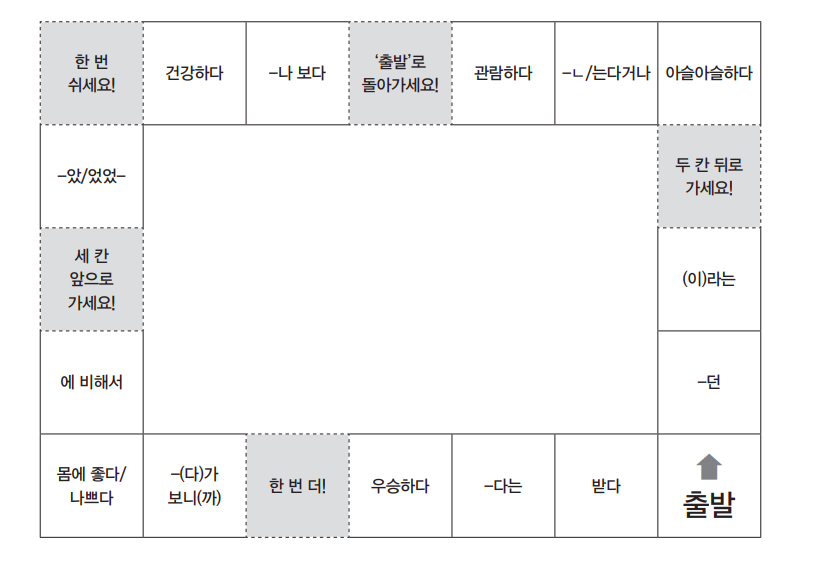 한 번
쉬세요!
건강하다
–나 보다
‘출발’로
돌아가세요!
관람하다
–ㄴ/는다거나
아슬아슬하다
–았/었었–
두 칸 뒤로
가세요!
세 칸
앞으로
가세요!
(이)라는
에 비해서
–던
몸에 좋다/
나쁘다
–(다)가
보니(까)
한 번 더!
우승하다
–다는
받다
출발